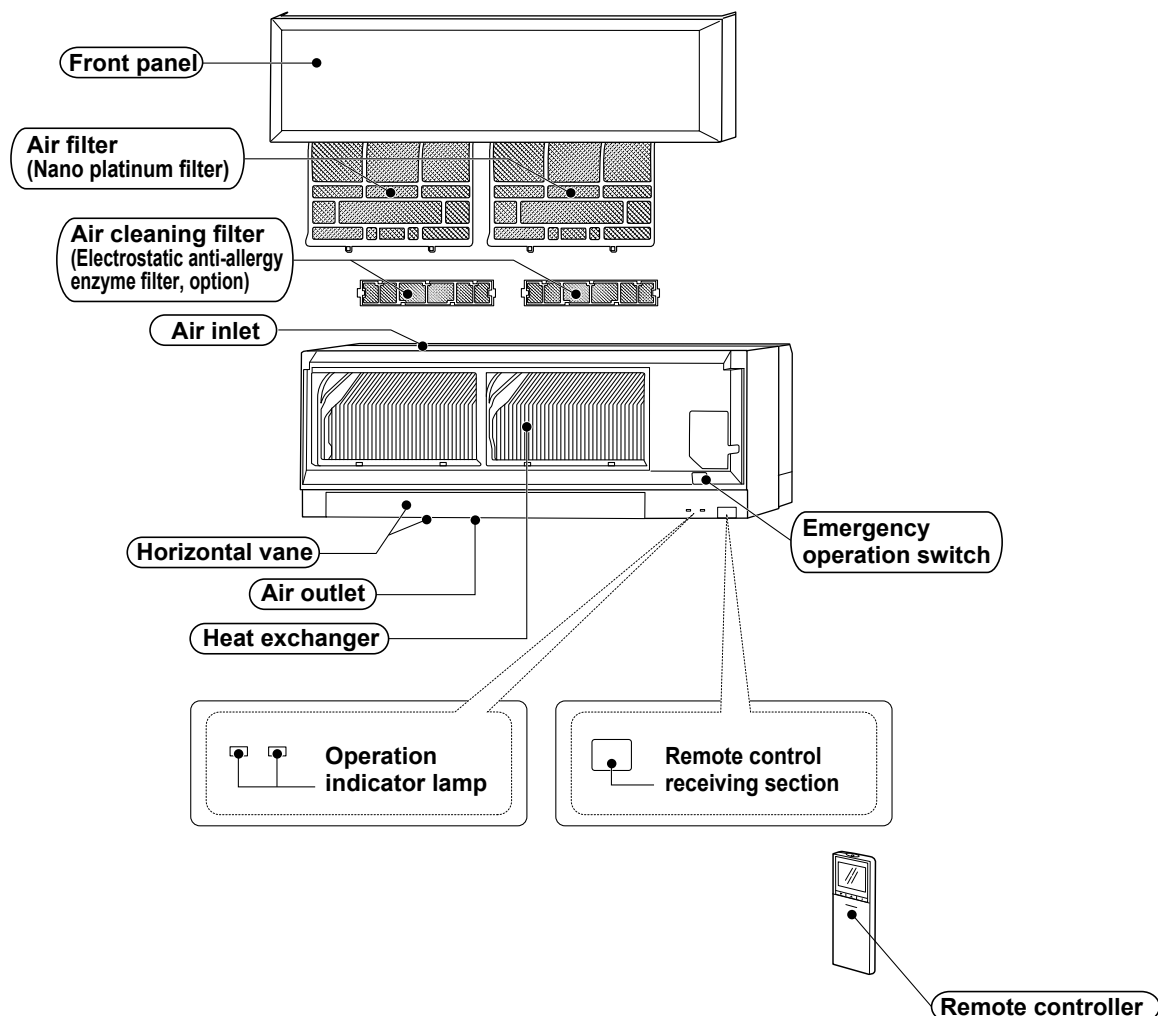 Front panel
Air filter
(Nano platinum filter)
Air cleaning filter
(Electrostatic anti-allergy
enzyme filter, option)
Air inlet
Horizontal vane
Air outlet
Heat exchanger
Emergency
operation switch
Operation
indicator lamp
Remote control
receiving section
Remote controller